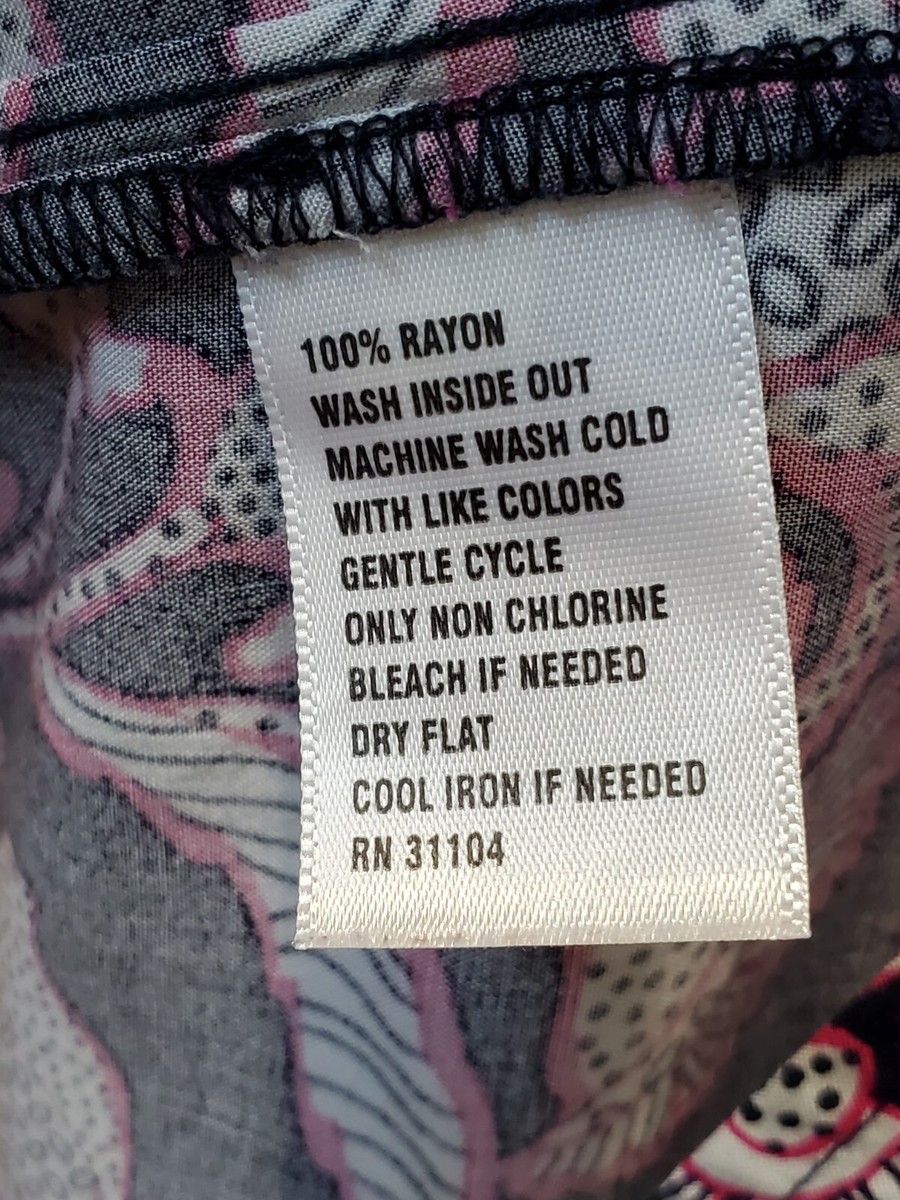 100% RAYON
WASH INSIDE OUT
MACHINE WASH COLD
WITH LIKE COLORS
GENTLE CYCLE
ONLY NON CHLORINE
BLEACH IF NEEDED
DRY FLAT
COOL IRON IF NEEDED
RN 31104